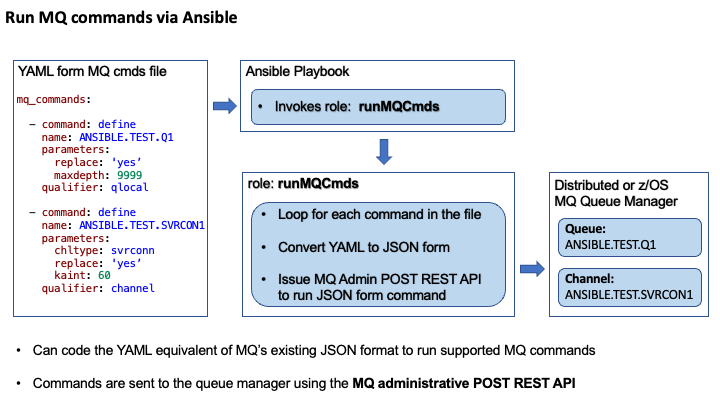 Run MQ commands via Ansible
YAML form MQ cmds file
mq_commands:
- command: define
name: ANSIBLE.TEST.Q1
parameters:
replace: 'yes’
maxdepth: 9999
qualifier: qlocal
- command: define
name: ANSIBLE.TEST.SVRCON1
parameters:
chltype: svrconn
replace: 'yes’
kaint: 60
qualifier: channel
Ansible Playbook
• Invokes role: runMQCmds
role: runMQCmds
• Loop for each command in the file
• Convert YAML to JSON form
• Issue MQ Admin POST REST API
to run JSON form command
Distributed or z/OS
MQ Queue Manager
Queue:
ANSIBLE.TEST.Q1
Channel:
ANSIBLE.TEST.SVRCON1
• Can code the YAML equivalent of MQ’s existing JSON format to run supported MQ commands
• Commands are sent to the queue manager using the MQ administrative POST REST API